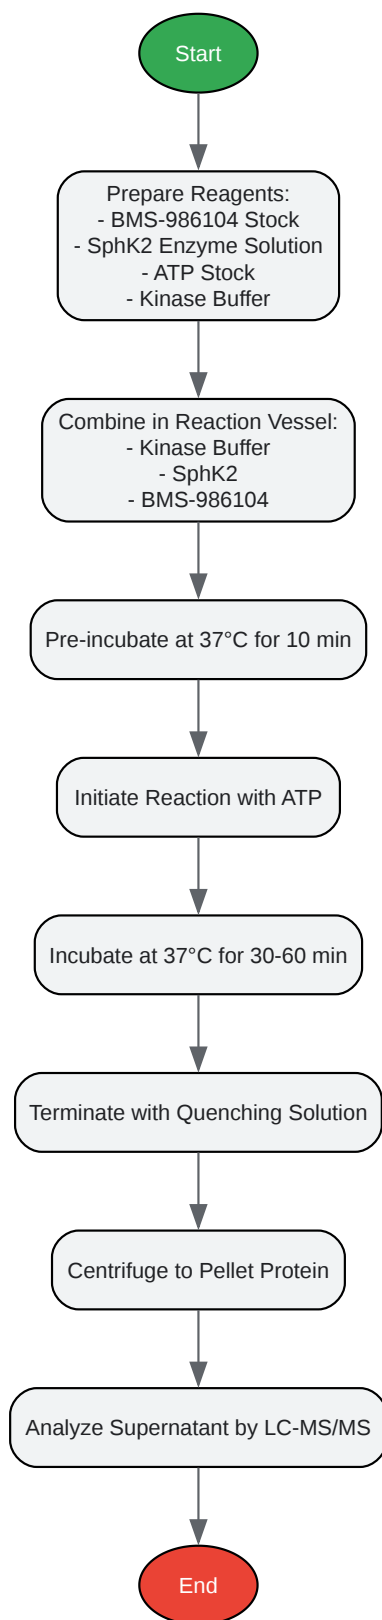 Start
Prepare Reagents:
- BMS-986104 Stock
- SphK2 Enzyme Solution
- ATP Stock
- Kinase Buffer
Combine in Reaction Vessel:
- Kinase Buffer
- SphK2
- BMS-986104
Pre-incubate at 37°C for 10 min
Initiate Reaction with ATP
Incubate at 37°C for 30-60 min
Terminate with Quenching Solution
Centrifuge to Pellet Protein
Analyze Supernatant by LC-MS/MS
End